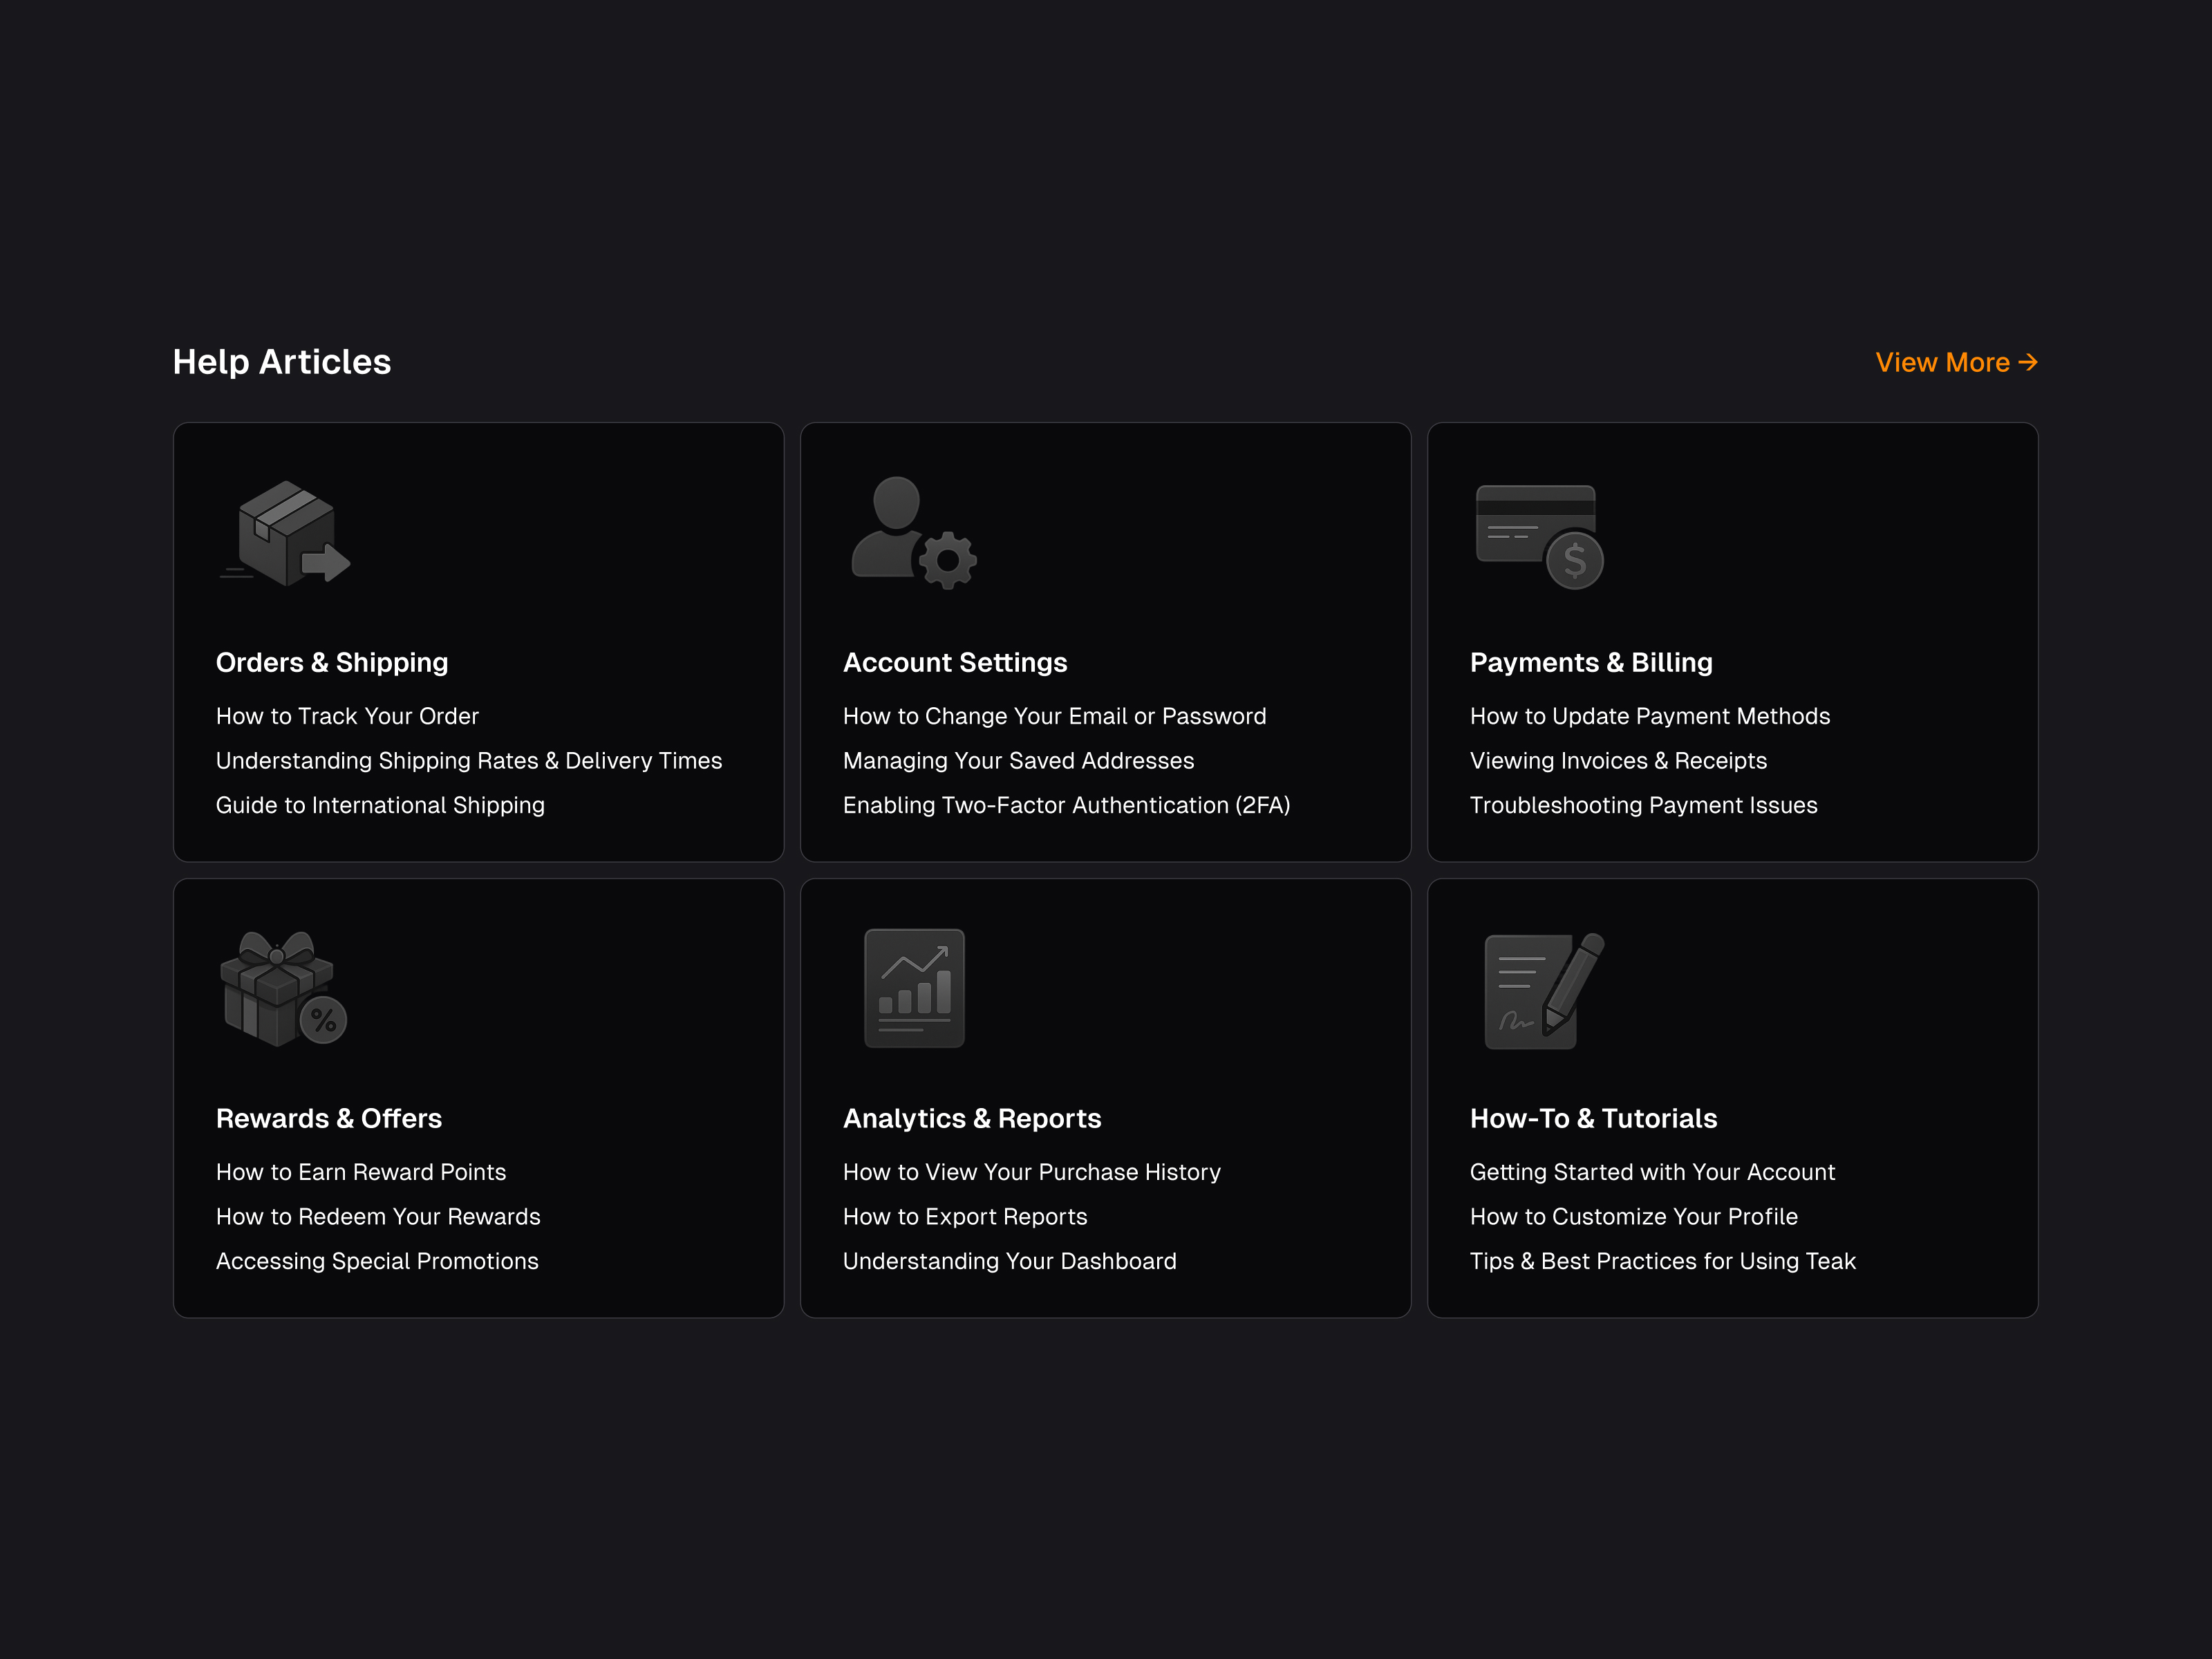 Help Articles
View More →
Orders & Shipping
How to Track Your Order
Understanding Shipping Rates & Delivery Times
Guide to International Shipping
Account Settings
How to Change Your Email or Password
Managing Your Saved Addresses
Enabling Two-Factor Authentication (2FA)
$
Payments & Billing
How to Update Payment Methods
Viewing Invoices & Receipts
Troubleshooting Payment Issues
%
Rewards & Offers
How to Earn Reward Points
How to Redeem Your Rewards
Accessing Special Promotions
Analytics & Reports
How to View Your Purchase History
How to Export Reports
Understanding Your Dashboard
How-To & Tutorials
Getting Started with Your Account
How to Customize Your Profile
Tips & Best Practices for Using Teak